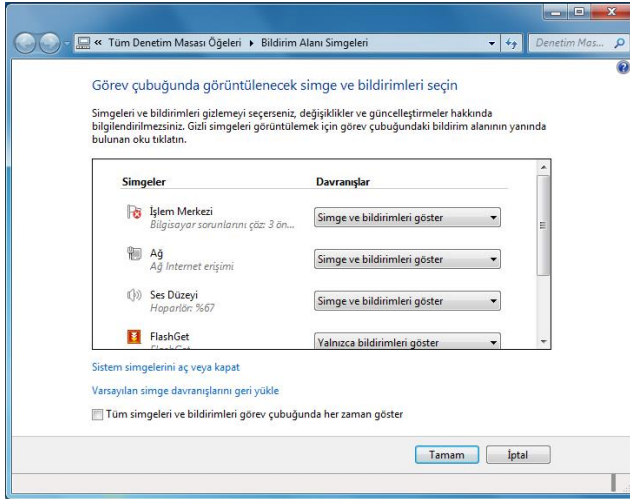 « Tüm Denetim Masası Öğeleri ▸ Bildirim Alanı Simgeleri
Denetim Mas...
Görev çubuğunda görüntülenecek simge ve bildirimleri seçin
Simgeleri ve bildirimleri gizlemeyi seçerseniz, değişiklikler ve güncelleştirmeler hakkında
bilgilendirilmezsiniz. Gizli simgeleri görüntülemek için görev çubuğundaki bildirim alanının yanında
bulunan oku tıklatın.
Simgeler Davranışlar
İşlem Merkezi
Bilgisayar sorunlarını çöz: 3 ön...
Simge ve bildirimleri göster
Ağ
Ağ Internet erişimi
Simge ve bildirimleri göster
Ses Düzeyi
Hoparlör: %67
Simge ve bildirimleri göster
FlashGet
FlashGet
Yalnızca bildirimleri göster
Sistem simgelerini aç veya kapat
Varsayılan simge davranışlarını geri yükle
Tüm simgeleri ve bildirimleri görev çubuğunda her zaman göster
Tamam İptal